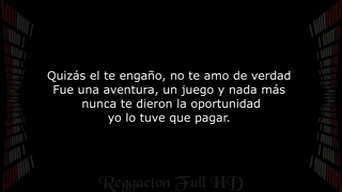 Quizás el te engaño, no te amo de verdad
Fue una aventura, un juego y nada más
nunca te dieron la oportunidad
yo lo tuve que pagar.
Reggaeton Full HD